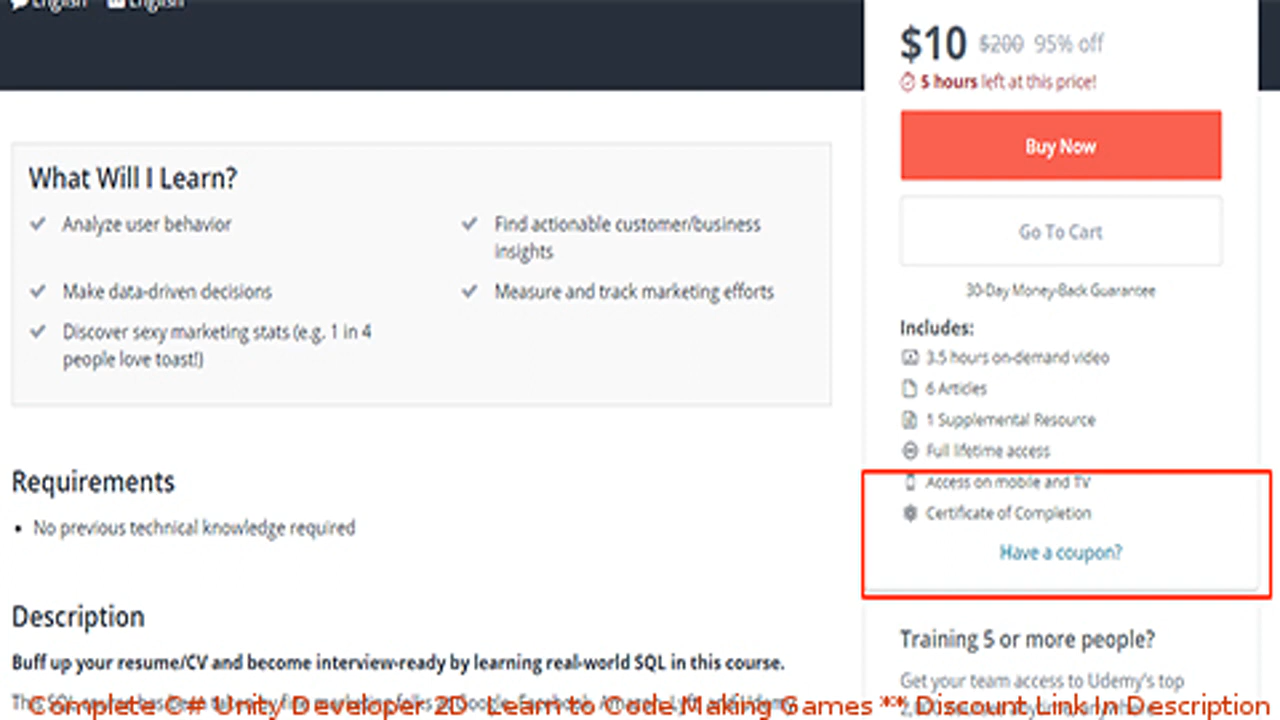 English English
$10 $200 95% off
5 hours left at this price!
Buy Now
Go To Cart
30-Day Money-Back Guarantee
Includes:
3.5 hours on-demand video
6 Articles
1 Supplemental Resource
Full lifetime access
Access on mobile and TV
Certificate of Completion
Have a coupon?
Training 5 or more people?
Get your team access to Udemy's top
What Will I Learn?
Analyze user behavior
Find actionable customer/business
insights
Make data-driven decisions
Measure and track marketing efforts
Discover sexy marketing stats (e.g. 1 in 4
people love toast!)
Requirements
• No previous technical knowledge required
Description
Buff up your resume/CV and become interview-ready by learning real-world SQL in this course.
Complete C# Unity Developer 2D Learn to Code Making Games ** Discount Link In Description